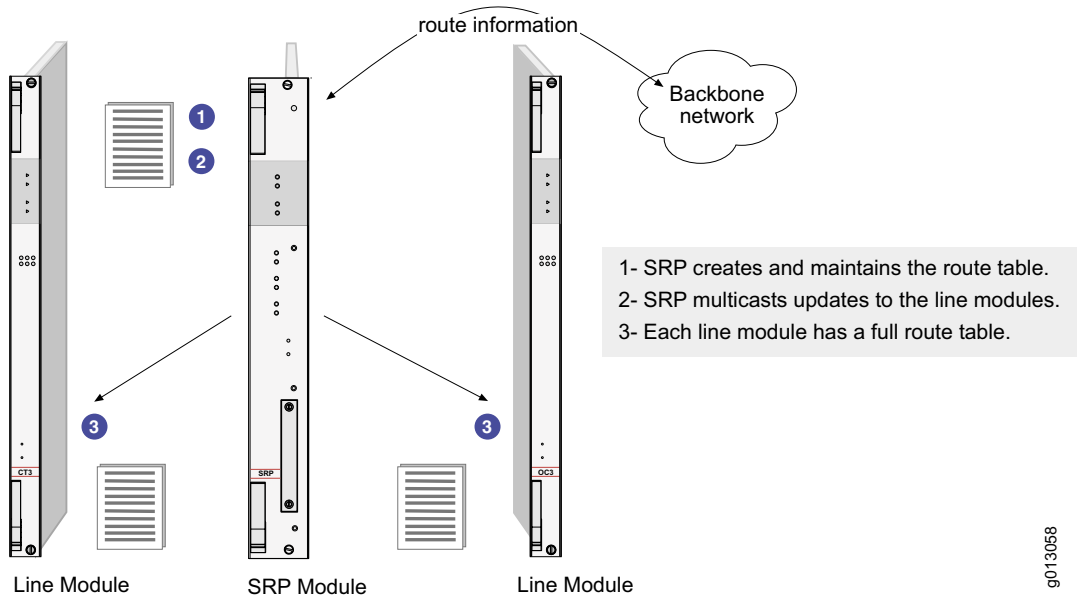 route information
Backbone
network
1
2
1- SRP creates and maintains the route table.
2- SRP multicasts updates to the line modules.
3- Each line module has a full route table.
3
3
CT3
SRP
OC3
Line Module
SRP Module
Line Module
g013058